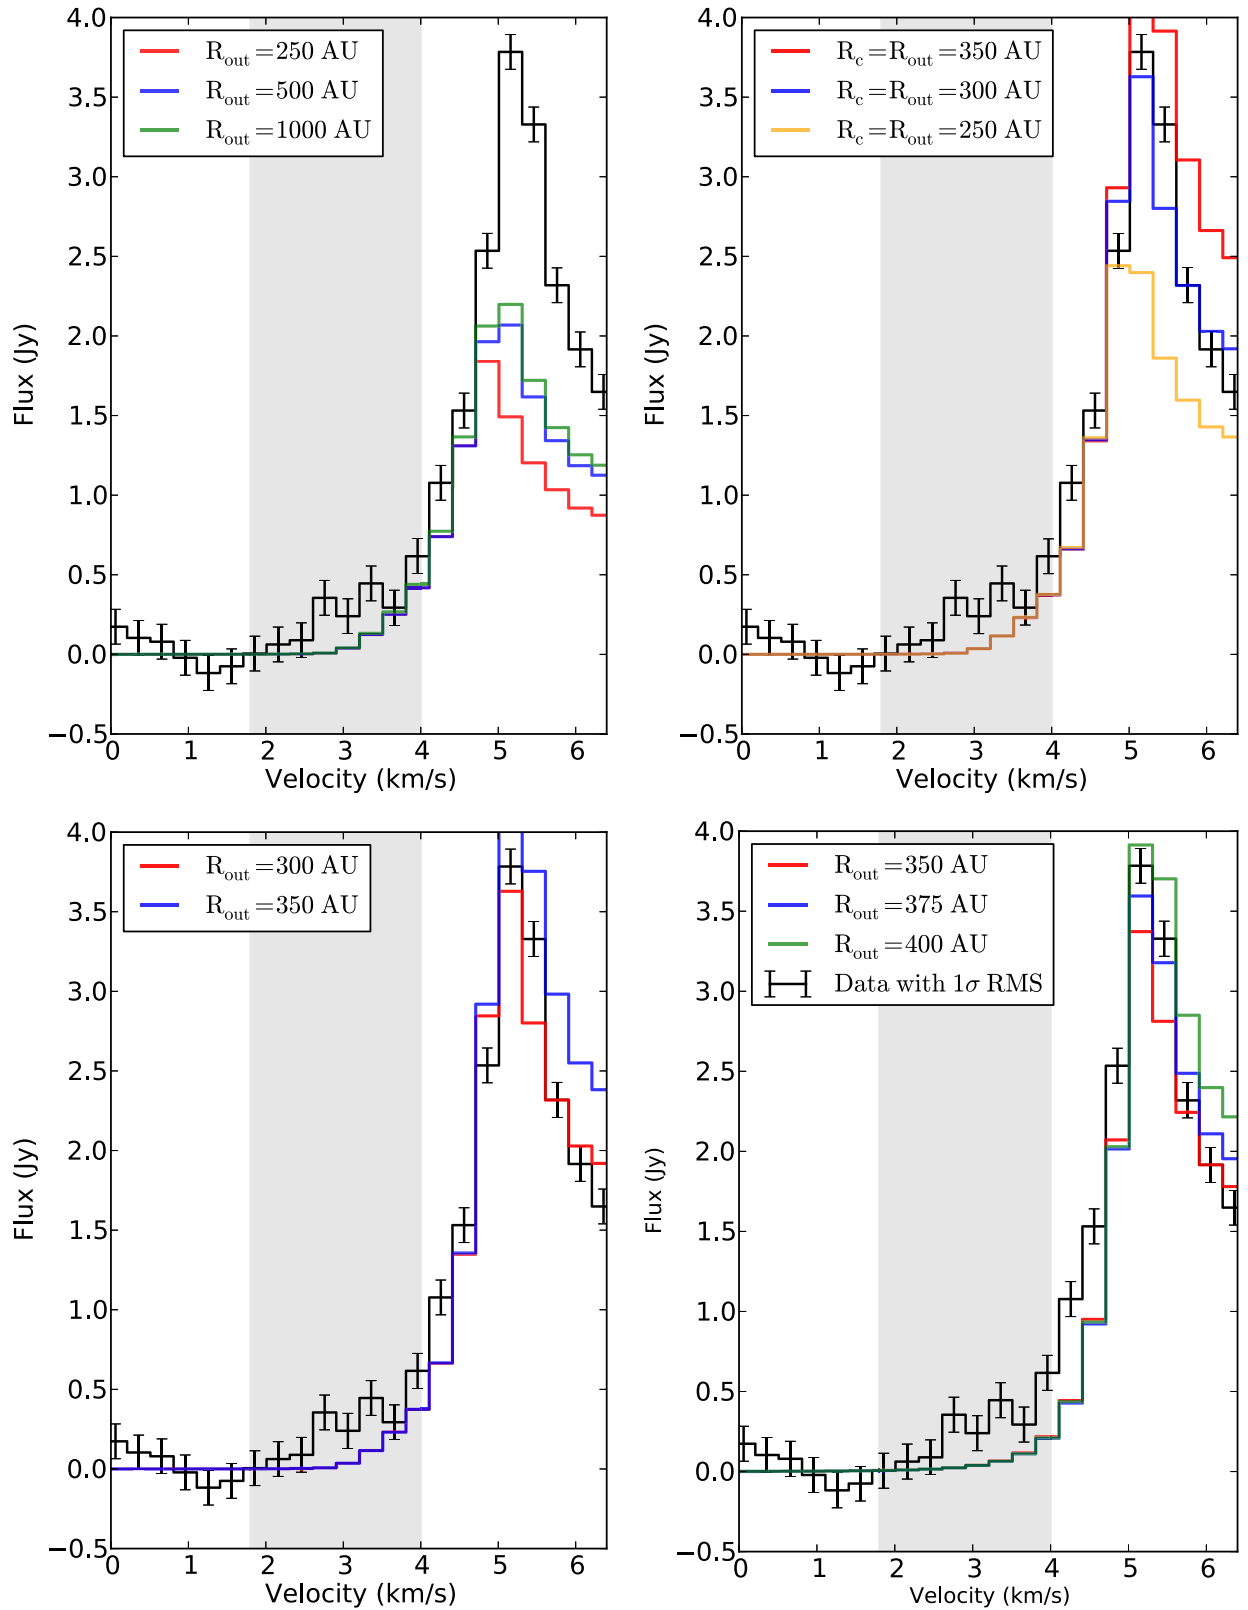 4.0
3.5
3.0
2.5
2.0
1.5
1.0
0.5
0.0
−0.5
0 1 2 3 4 5 6
Velocity (km/s)
Flux (Jy)
R_out=250 AU
R_out=500 AU
R_out=1000 AU
4.0
3.5
3.0
2.5
2.0
1.5
1.0
0.5
0.0
−0.5
0 1 2 3 4 5 6
Velocity (km/s)
Flux (Jy)
R_c=R_out=350 AU
R_c=R_out=300 AU
R_c=R_out=250 AU
4.0
3.5
3.0
2.5
2.0
1.5
1.0
0.5
0.0
−0.5
0 1 2 3 4 5 6
Velocity (km/s)
Flux (Jy)
R_out=300 AU
R_out=350 AU
4.0
3.5
3.0
2.5
2.0
1.5
1.0
0.5
0.0
−0.5
0 1 2 3 4 5 6
Velocity (km/s)
Flux (Jy)
R_out=350 AU
R_out=375 AU
R_out=400 AU
Data with 1σ RMS